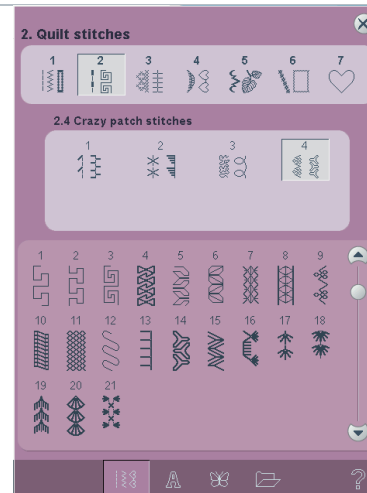 2. Quilt stitches
1 2 3 4 5 6 7
2.4 Crazy patch stitches
1 2 3 4
1 2 3 4 5 6 7 8 9
10 11 12 13 14 15 16 17 18
19 20 21
A
?